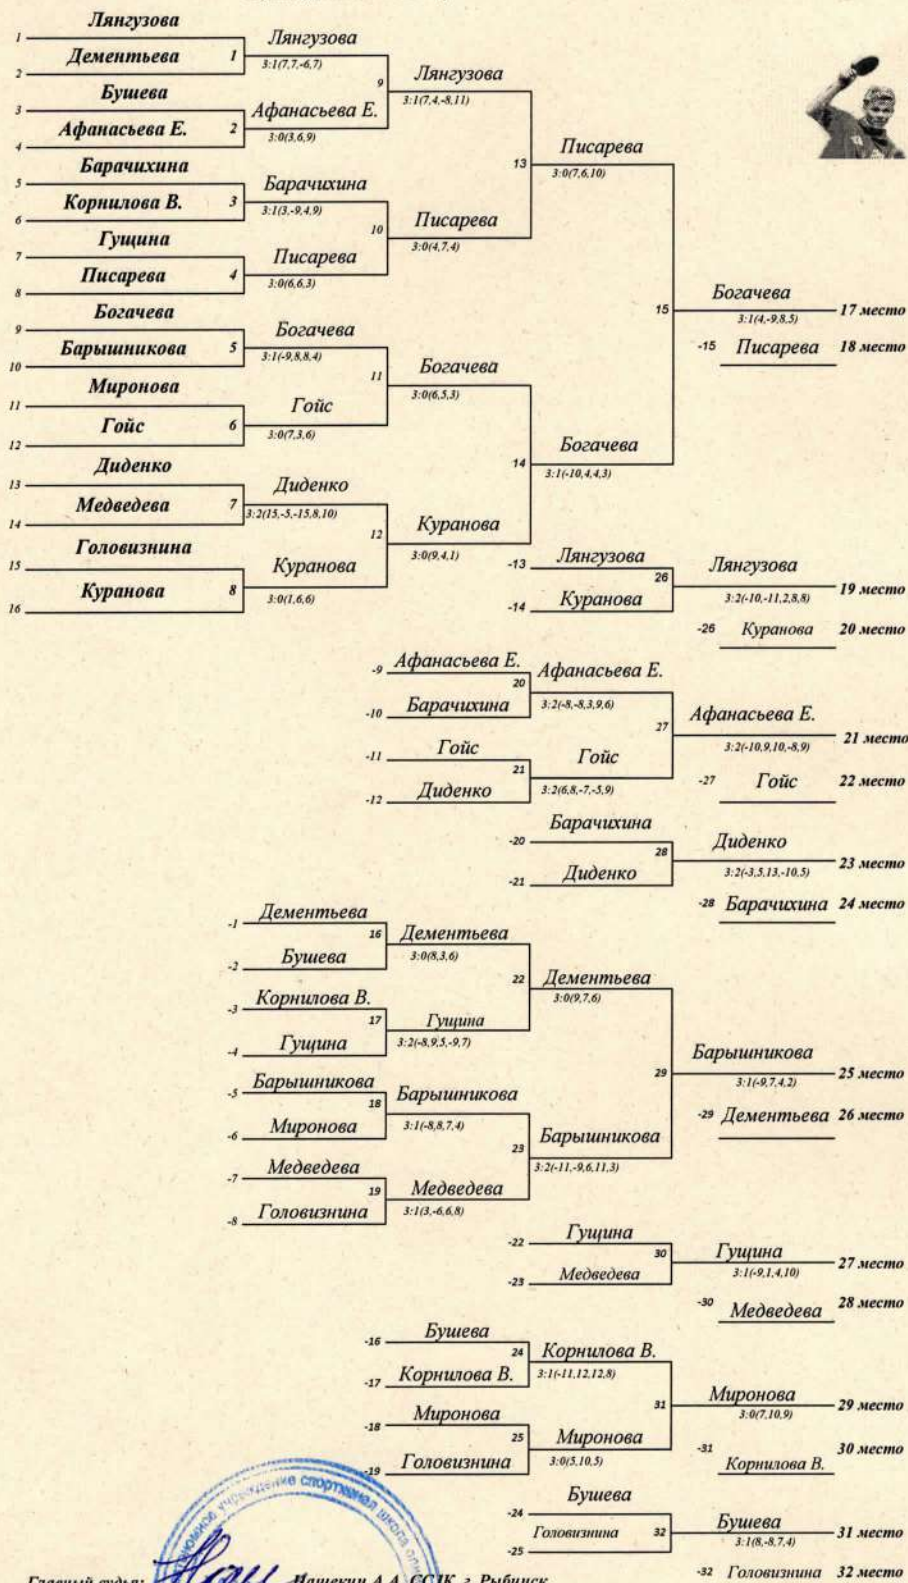 Лянгузова
1
Дементьева 1
2
Лянгузова
3:1(7,7,-6,7)
Бушева
3
Афанасьева Е. 2
4
Афанасьева Е.
3:0(3,6,9)
9
Лянгузова
3:1(7,4,-8,11)
Барачихина
5
Корнилова В. 3
6
Барачихина
3:1(3,-9,4,9)
Гущина
7
Писарева 4
8
Писарева
3:0(6,6,3)
10
Писарева
3:0(4,7,4)
13
Писарева
3:0(7,6,10)
Богачева
9
Барышникова 5
10
Богачева
3:1(-9,8,8,4)
Миронова
11
Гойс 6
12
Гойс
3:0(7,3,6)
11
Богачева
3:0(6,5,3)
Диденко
13
Медведева 7
14
Диденко
3:2(15,-5,-15,8,10)
Головизнина
15
Куранова 8
16
Куранова
3:0(1,6,6)
12
Куранова
3:0(9,4,1)
14
Богачева
3:1(-10,4,4,3)
15
Богачева
3:1(4,-9,8,5)
17 место
-15 Писарева 18 место
-13 Лянгузова
26
-14 Куранова
Лянгузова
3:2(-10,-11,2,8,8)
19 место
-26 Куранова 20 место
-9 Афанасьева Е.
20
-10 Барачихина
Афанасьева Е.
3:2(-8,-8,3,9,6)
-11 Гойс
21
-12 Диденко
Гойс
3:2(6,8,-7,-5,9)
27
Афанасьева Е.
3:2(-10,9,10,-8,9)
21 место
-27 Гойс 22 место
-20 Барачихина
28
-21 Диденко
Диденко
3:2(-3,5,13,-10,5)
23 место
-28 Барачихина 24 место
-1 Дементьева
16
-2 Бушева
Дементьева
3:0(8,3,6)
-3 Корнилова В.
17
-4 Гущина
Гущина
3:2(-8,9,5,-9,7)
22
Дементьева
3:0(9,7,6)
-5 Барышникова
18
-6 Миронова
Барышникова
3:1(-8,8,7,4)
-7 Медведева
19
-8 Головизнина
Медведева
3:1(3,-6,6,8)
23
Барышникова
3:2(-11,-9,6,11,3)
29
Барышникова
3:1(-9,7,4,2)
25 место
-29 Дементьева 26 место
-22 Гущина
30
-23 Медведева
Гущина
3:1(-9,1,4,10)
27 место
-30 Медведева 28 место
-16 Бушева
24
-17 Корнилова В.
Корнилова В.
3:1(-11,12,12,8)
-18 Миронова
25
-19 Головизнина
Миронова
3:0(5,10,5)
31
Миронова
3:0(7,10,9)
29 место
-31 Корнилова В. 30 место
Бушева
-24
Головизнина 32
-25
Бушева
3:1(8,-8,7,4)
31 место
-32 Головизнина 32 место
учреждение спортивная школа
Главный судья:
А.А. ССЛК, г. Рыбинск